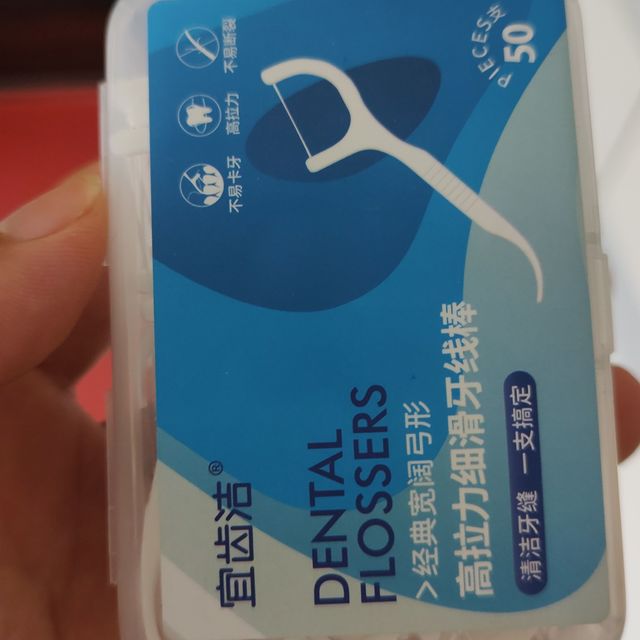 宜齿洁®
DENTAL
FLOSSERS
>经典宽阔弓形
高拉力细滑牙线棒
清洁牙缝 一支搞定
不易卡牙
高拉力
不易断裂
50
PIECES/支